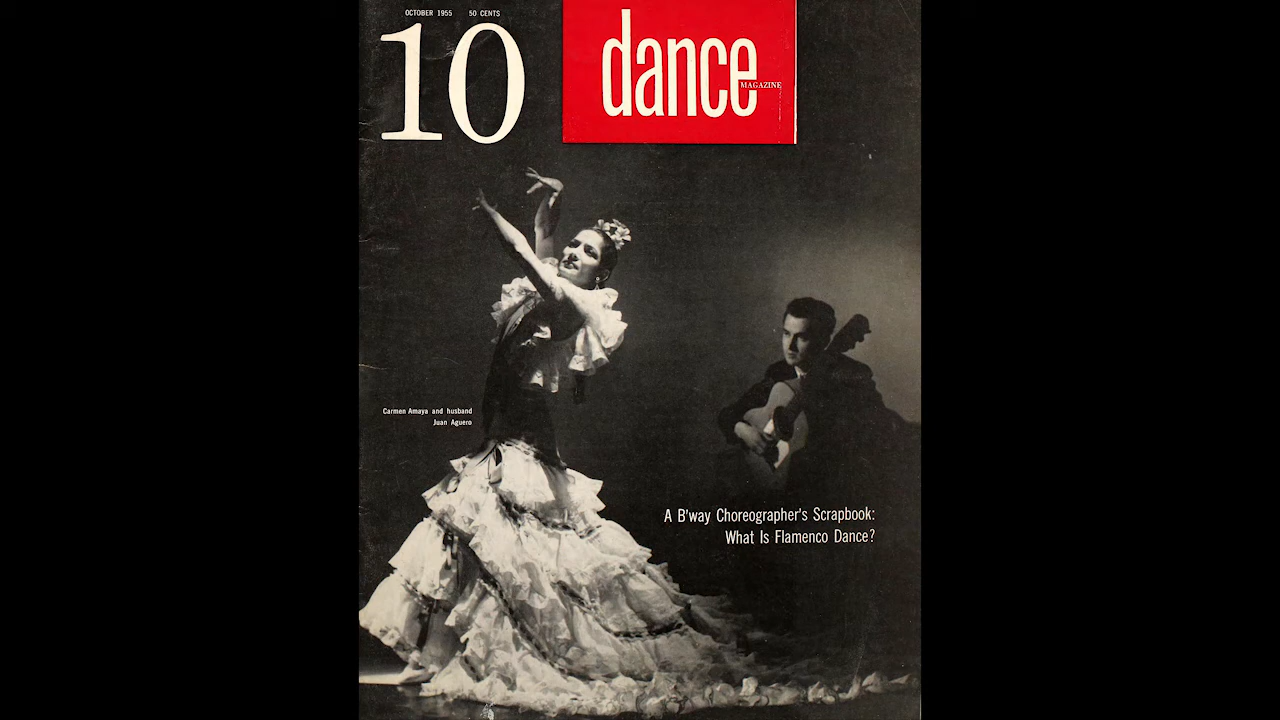 OCTOBER 1955 50 CENTS
10
dance
MAGAZINE
Carmen Amaya and husband
Juan Aguero
A B'way Choreographer's Scrapbook:
What Is Flamenco Dance?